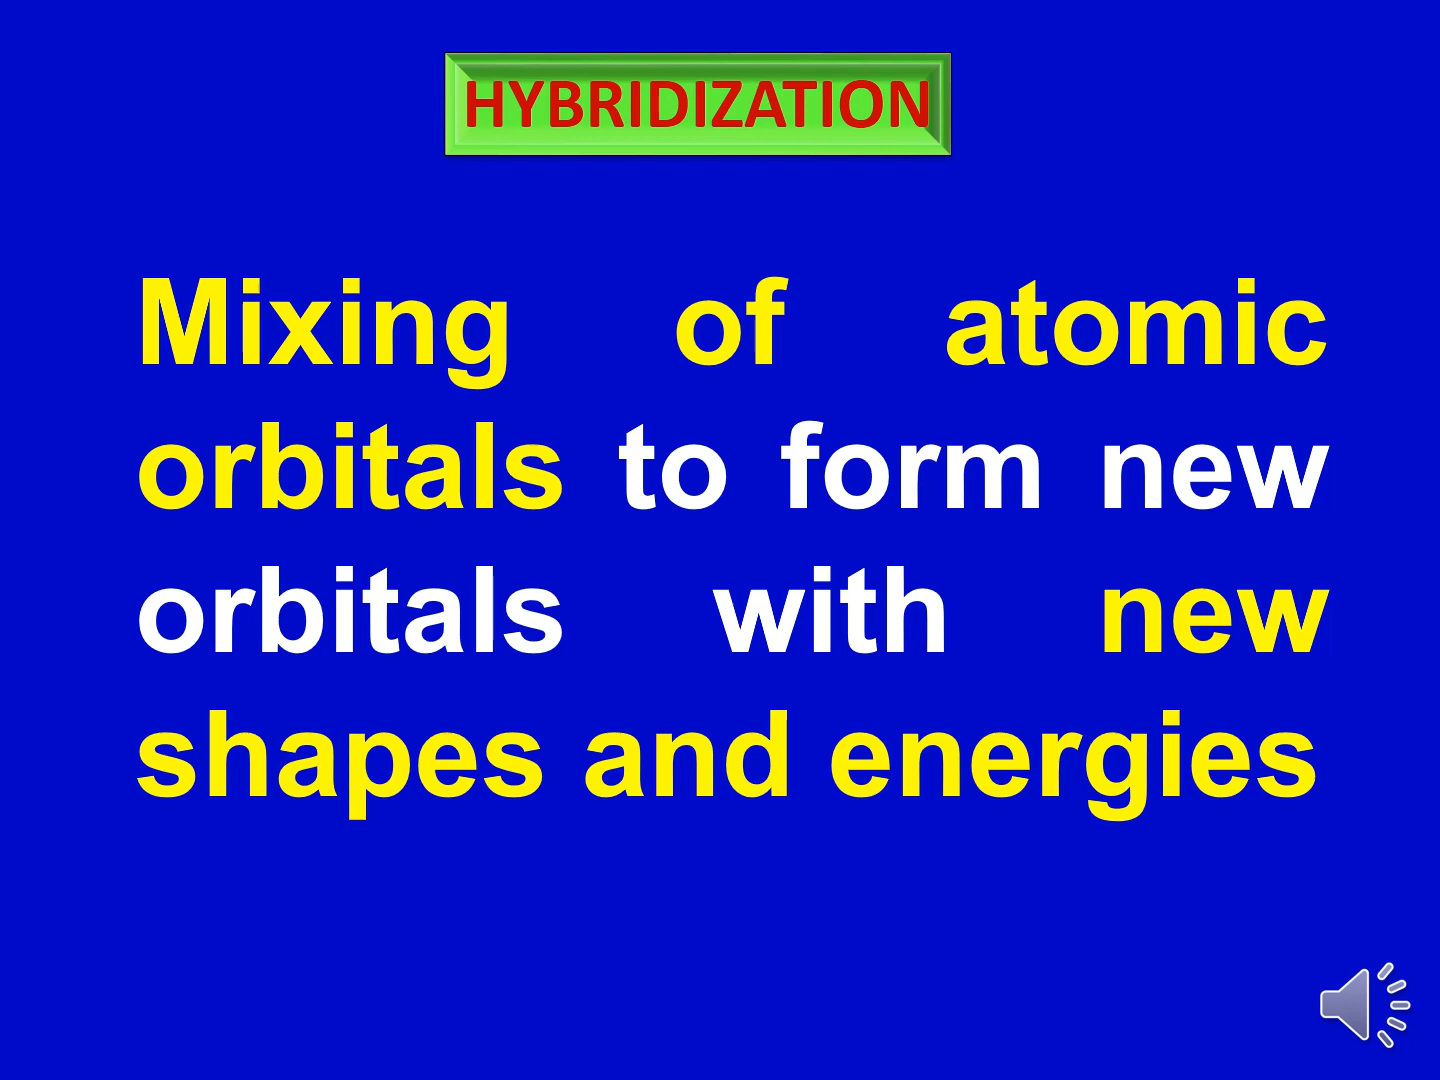 HYBRIDIZATION
Mixing of atomic
orbitals to form new
orbitals with new
shapes and energies